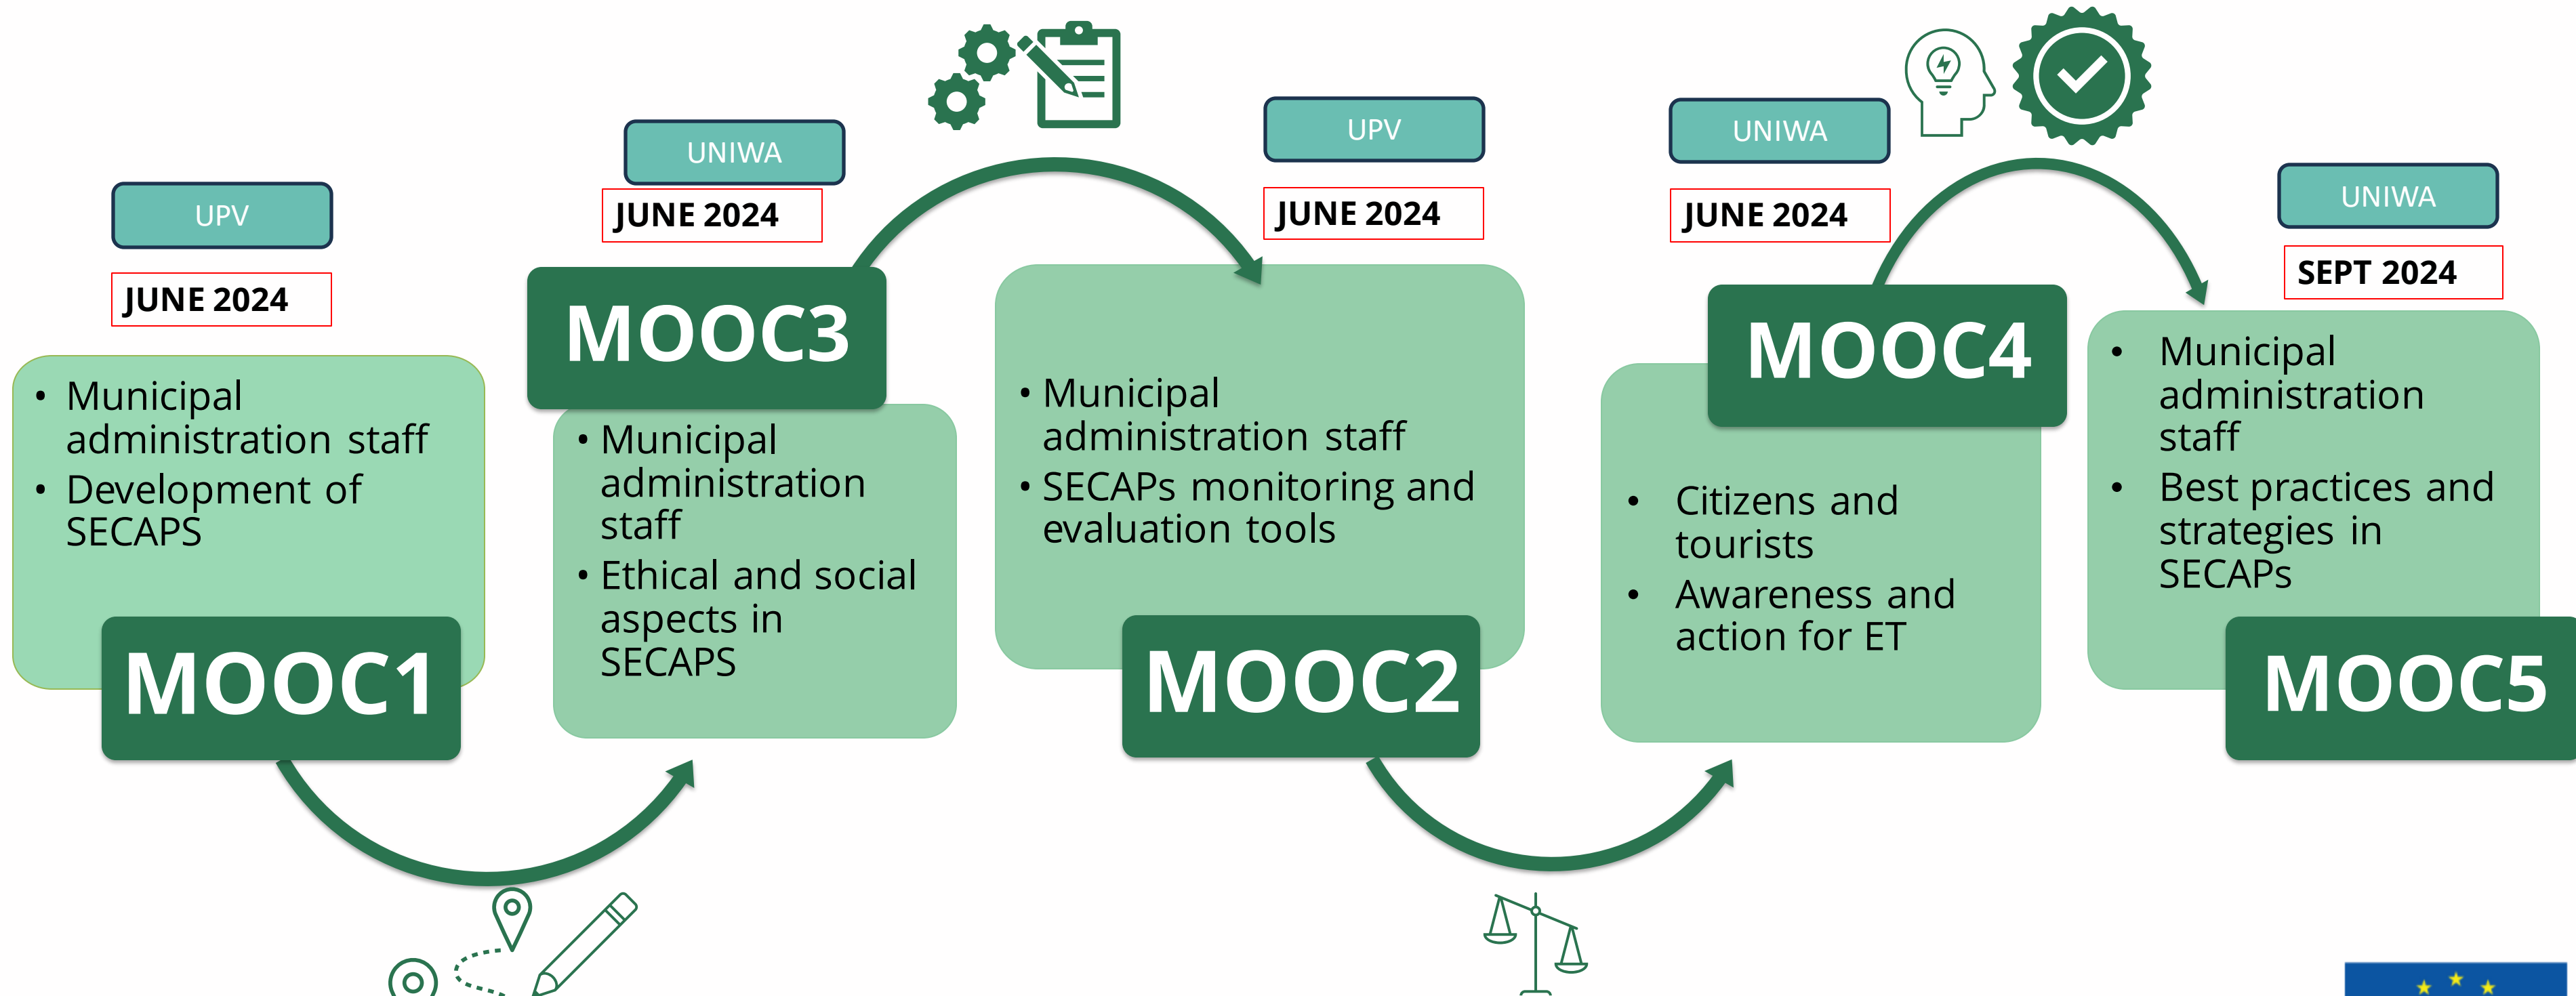 UPV
JUNE 2024
• Municipal
administration staff
• Development of
SECAPS
MOOC1
UNIWA
JUNE 2024
MOOC3
• Municipal
administration
staff
• Ethical and social
aspects in
SECAPS
UPV
JUNE 2024
• Municipal
administration staff
• SECAPs monitoring and
evaluation tools
MOOC2
UNIWA
JUNE 2024
MOOC4
• Citizens and
tourists
• Awareness and
action for ET
UNIWA
SEPT 2024
• Municipal
administration
staff
• Best practices and
strategies in
SECAPs
MOOC5